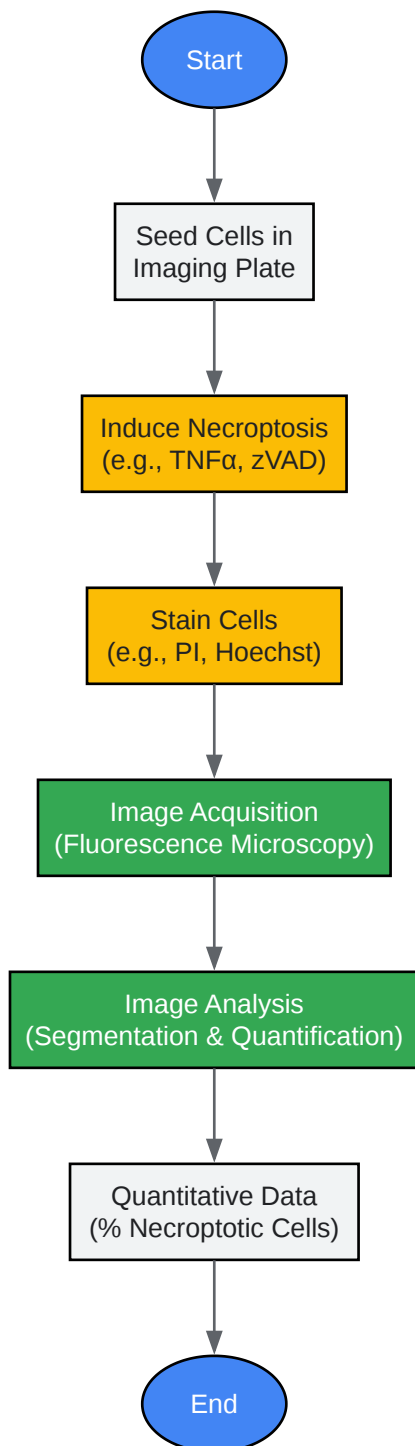 Start
Seed Cells in
Imaging Plate
Induce Necroptosis
(e.g., TNFα, zVAD)
Stain Cells
(e.g., PI, Hoechst)
Image Acquisition
(Fluorescence Microscopy)
Image Analysis
(Segmentation & Quantification)
Quantitative Data
(% Necroptotic Cells)
End